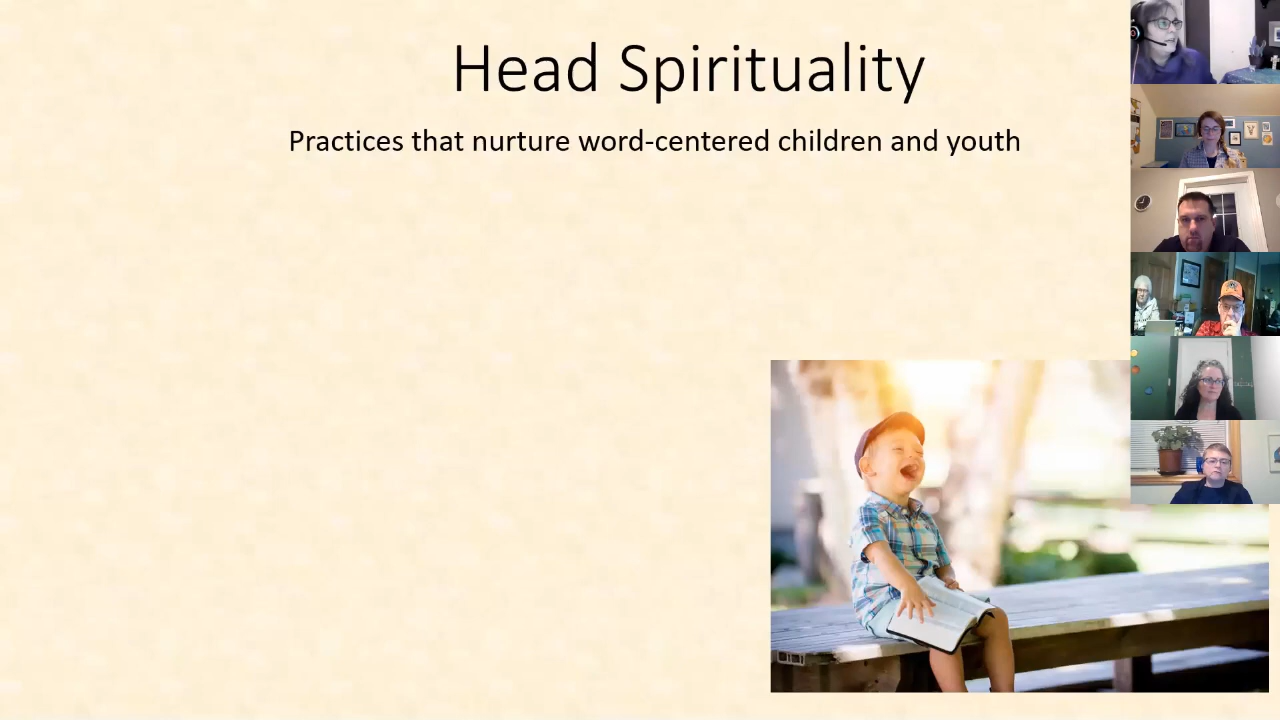 Head Spirituality
Practices that nurture word-centered children and youth